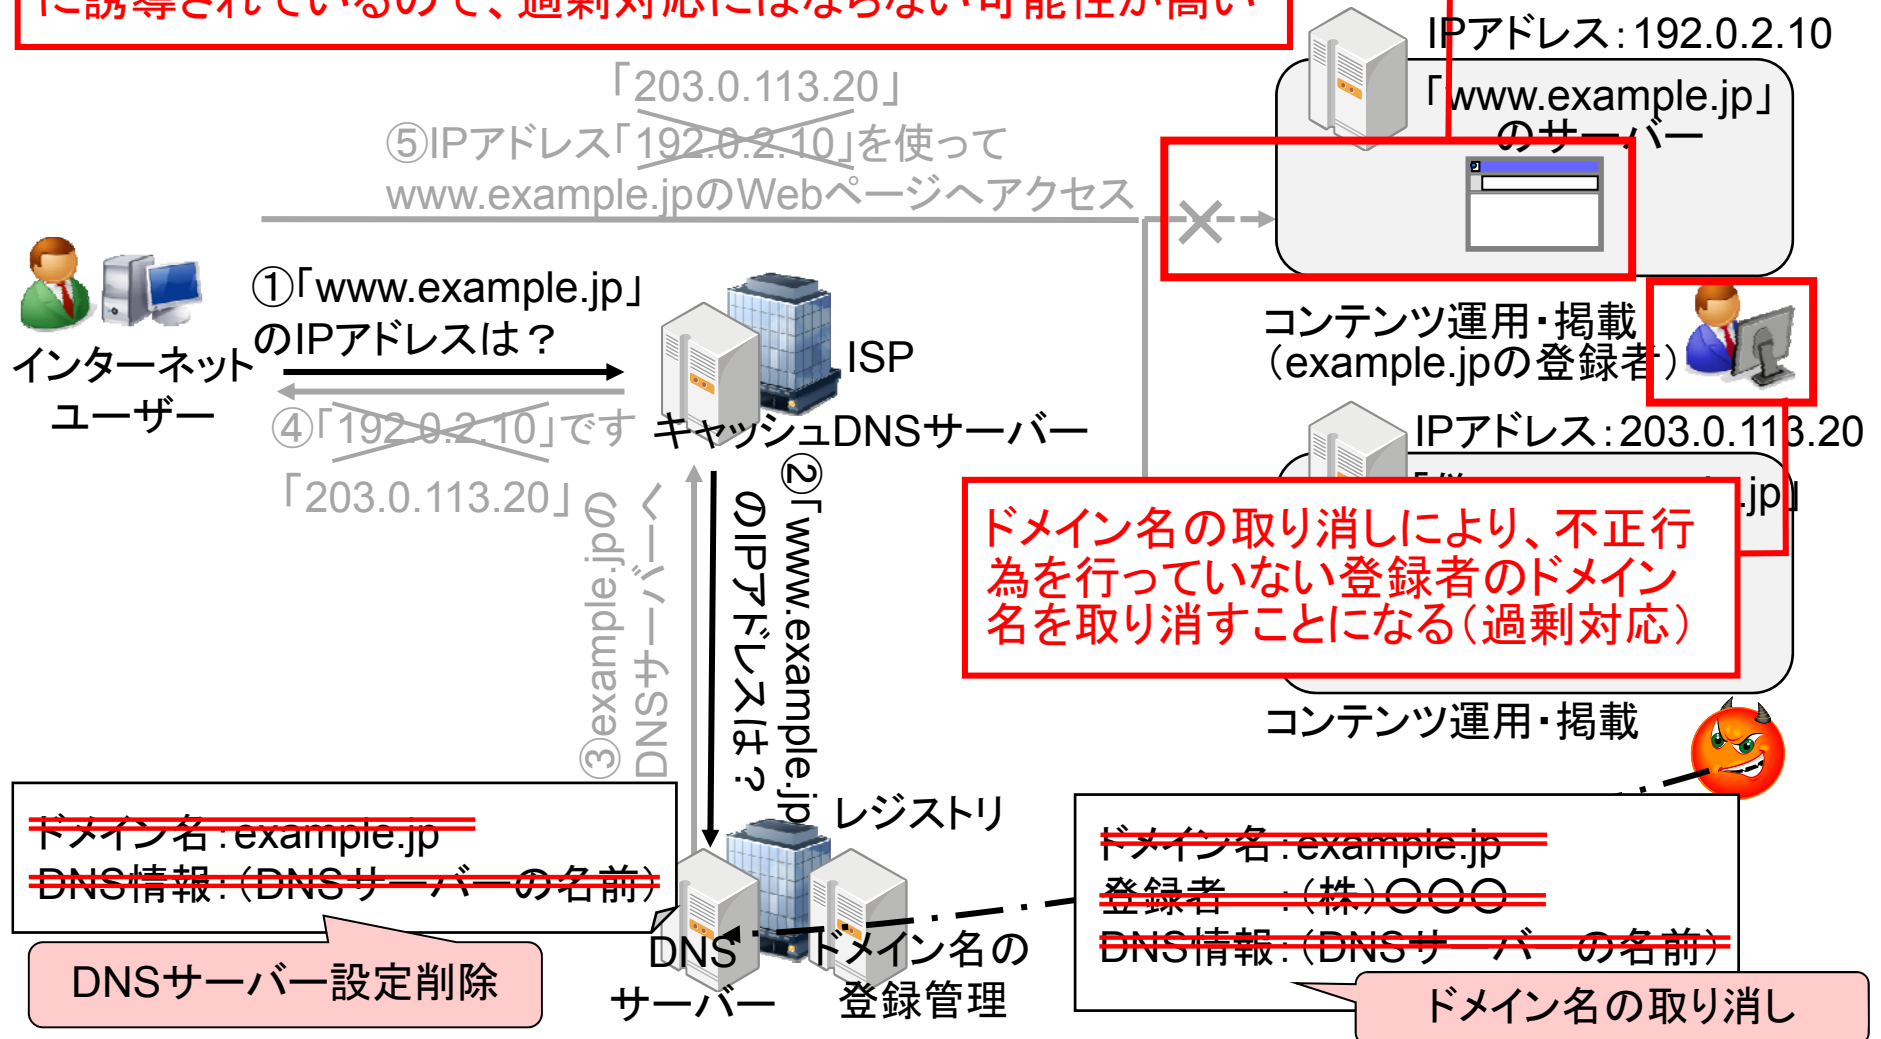 に誘導されているので、過剰対応にはならない可能性が高い
IPアドレス：192.0.2.10
「www.example.jp」
のサーバー
「203.0.113.20」
⑤IPアドレス「192.0.2.10」を使って
www.example.jpのWebページへアクセス
①「www.example.jp」
のIPアドレスは？
インターネット
ユーザー
④「192.0.2.10」です
「203.0.113.20」
ISP
キャッシュDNSサーバー
コンテンツ運用・掲載
（example.jpの登録者）
IPアドレス：203.0.113.20
.jp」
②「www.example.jp
のIPアドレスは？
③example.jpの
DNSサーバーへ
ドメイン名の取り消しにより、不正行
為を行っていない登録者のドメイン
名を取り消すことになる（過剰対応）
コンテンツ運用・掲載
レジストリ
ドメイン名：example.jp
DNS情報：（DNSサーバーの名前）
DNSサーバー設定削除
DNS
サーバー
ドメイン名の
登録管理
ドメイン名：example.jp
登録者　：（株）〇〇〇
DNS情報：（DNSサーバーの名前）
ドメイン名の取り消し